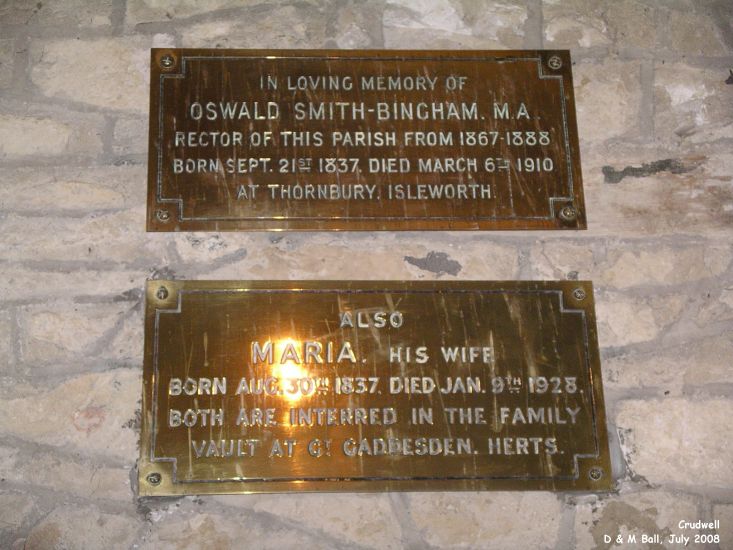 IN LOVING MEMORY OF
OSWALD SMITH-BINGHAM. M.A.
RECTOR OF THIS PARISH FROM 1867-1888
BORN SEPT. 21ST 1837, DIED MARCH 6TH 1910
AT THORNBURY, ISLEWORTH.
ALSO
MARIA. HIS WIFE
BORN AUG. 30TH 1837, DIED JAN. 9TH 1928.
BOTH ARE INTERRED IN THE FAMILY
VAULT AT GT GADDESDEN. HERTS.
Crudwell
D & M Ball, July 2008